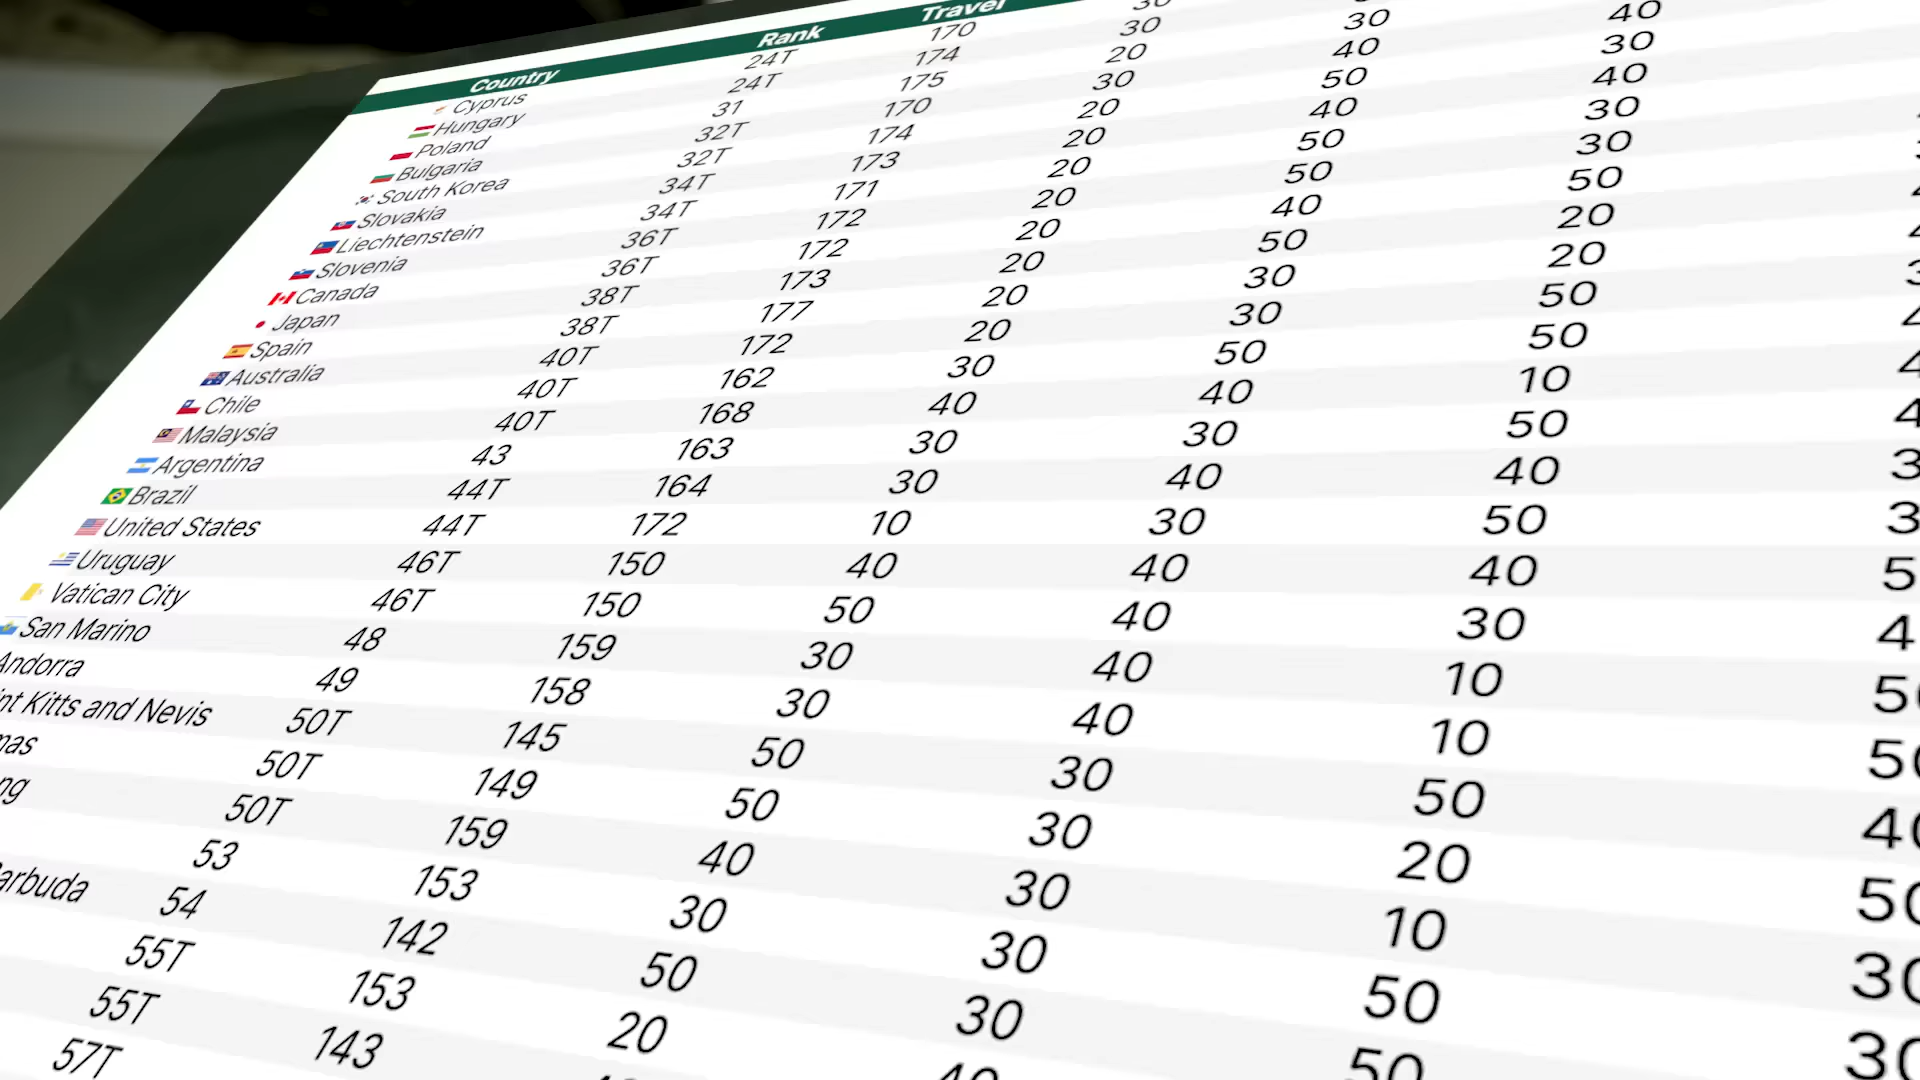 Country Rank Travel
Cyprus 24T 170 30
Hungary 24T 174 30
Poland 31 175 20 30
Bulgaria 32T 170 30 40 40
South Korea 32T 174 20 50 30
Slovakia 34T 173 20 40 40
Liechtenstein 34T 171 20 50 30
Slovenia 36T 172 20 50 30
Canada 36T 172 20 40 50
Japan 38T 173 20 50 20
Spain 38T 177 20 30 20
Australia 40T 172 20 30 50
Chile 40T 162 30 50 50
Malaysia 40T 168 40 40 10
Argentina 43 163 30 30 50
Brazil 44T 164 30 40 40
United States 44T 172 10 30 50
Uruguay 46T 150 40 40 40
Vatican City 46T 150 50 40 30
San Marino 48 159 30 40 10
Andorra 49 158 30 40 10
nt Kitts and Nevis 50T 145 50 30 50
mas 50T 149 50 30 20
ng 50T 159 40 30 10
53 153 30 30 50
arbuda 54 142 50 30 50
55T 153 20 40
55T 143
57T